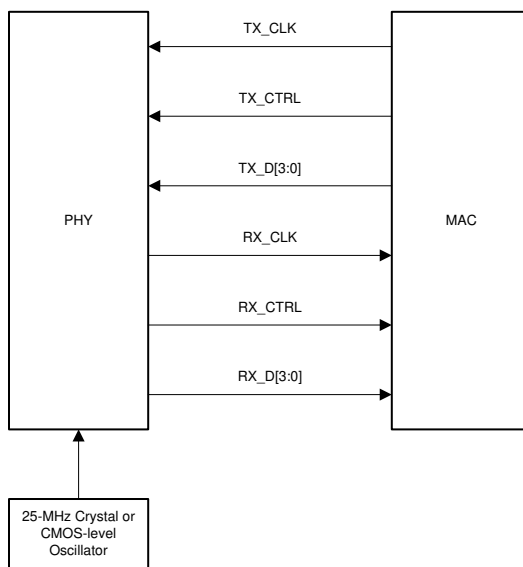 TX_CLK
TX_CTRL
TX_D[3:0]
PHY
MAC
RX_CLK
RX_CTRL
RX_D[3:0]
25-MHz Crystal or
CMOS-level
Oscillator